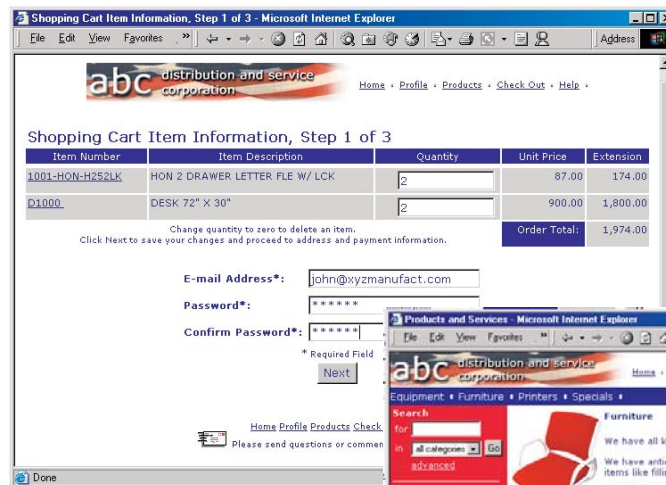 Shopping Cart Item Information, Step 1 of 3 - Microsoft Internet Explorer
File Edit View Favorites » Address
abc distribution and service corporation
Home Profile Products Check Out Help
Shopping Cart Item Information, Step 1 of 3
Item Number Item Description Quantity Unit Price Extension
1001-HON-H252LK HON 2 DRAWER LETTER FLE W/ LCK 2 87.00 174.00
D1000 DESK 72" X 30" 2 900.00 1,800.00
Change quantity to zero to delete an item.
Click Next to save your changes and proceed to address and payment information.
Order Total: 1,974.00
E-mail Address*: john@xyzmanufact.com
Password*: ******
Confirm Password*: ******
* Required Field
Next
Home Profile Products Check
Please send questions or commen
Done
Products and Services - Microsoft Internet Explorer
File Edit View Favorites »
abc distribution and service corporation
Home
Equipment Furniture Printers Specials
Search
for:
in all categories Go
advanced
Furniture
We have all k
We have anti
items like fili